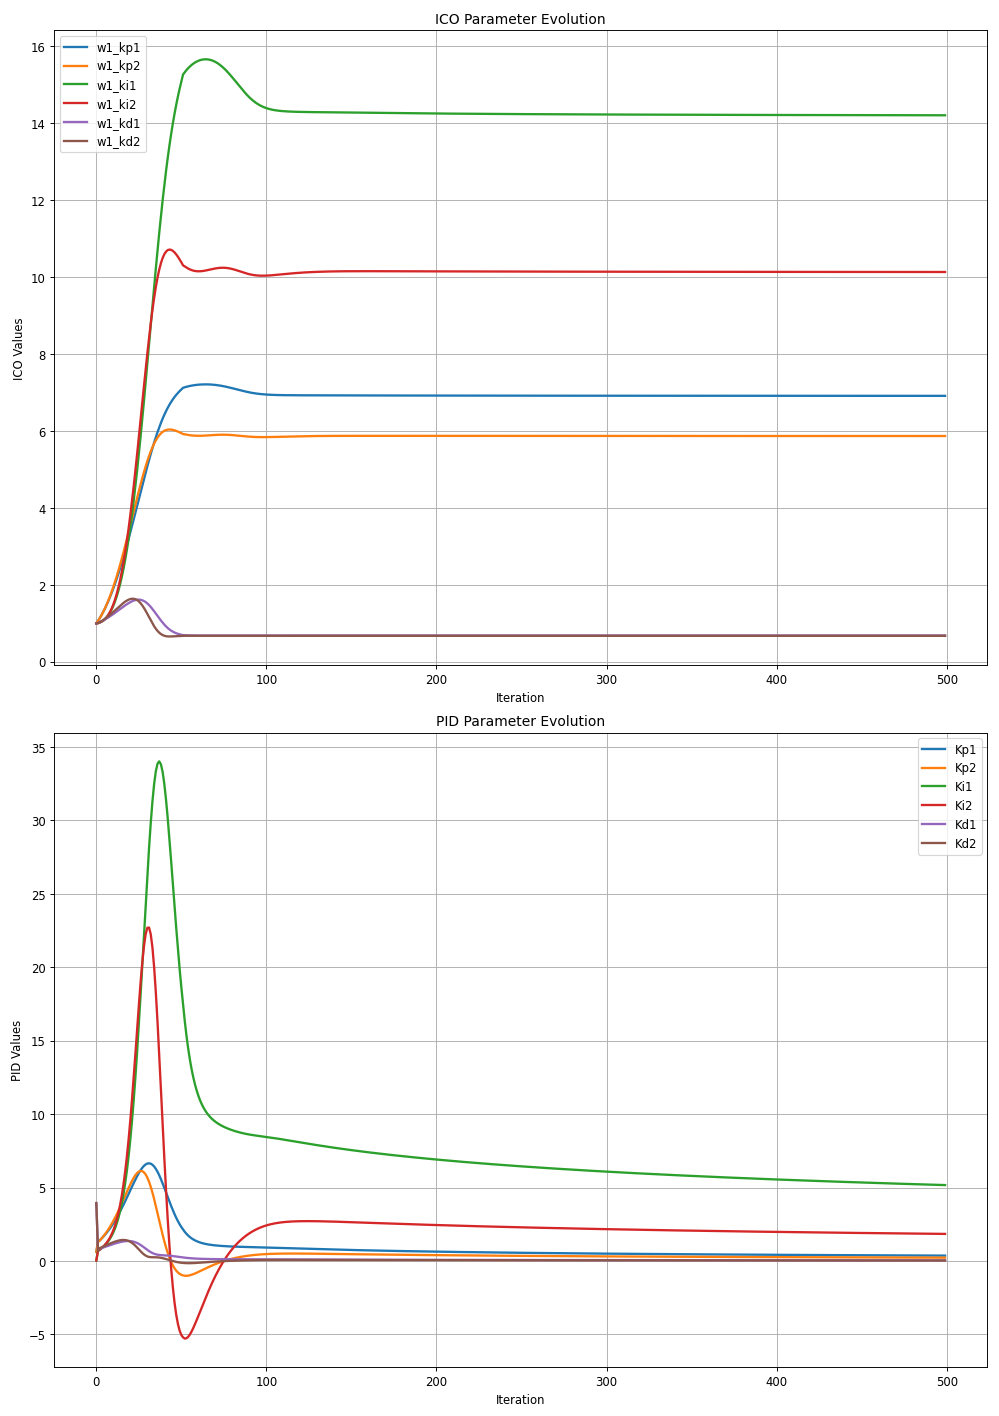 ICO Parameter Evolution
w1_kp1
w1_kp2
w1_ki1
w1_ki2
w1_kd1
w1_kd2
16
14
12
10
8
6
4
2
0
ICO Values
0 100 200 300 400 500
Iteration
PID Parameter Evolution
Kp1
Kp2
Ki1
Ki2
Kd1
Kd2
35
30
25
20
15
10
5
0
−5
PID Values
0 100 200 300 400 500
Iteration